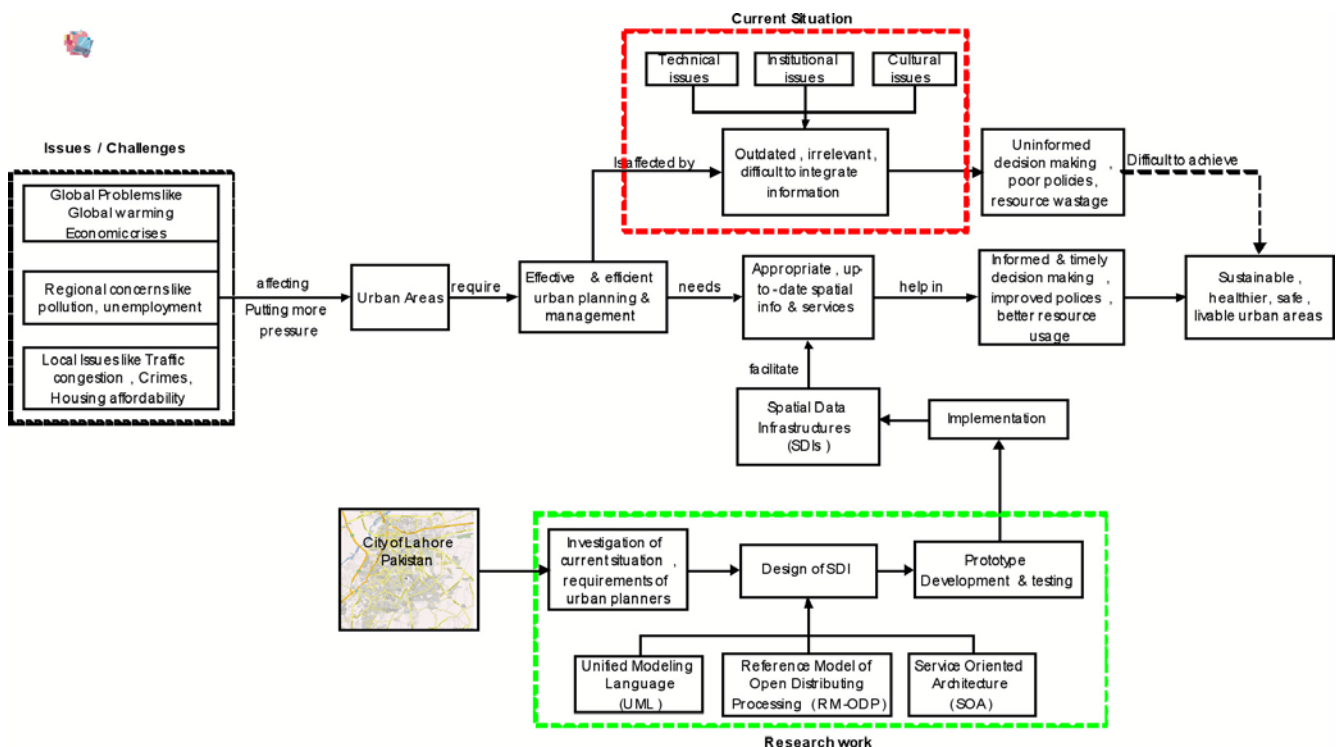 Current Situation
Technical
issues
Institutional
issues
Cultural
issues
Issues / Challenges
Global Problems like
Global warming
Economic crises
Regional concerns like
pollution, unemployment
Local Issues like Traffic
congestion , Crimes,
Housing affordability
affecting
Putting more
pressure
Urban Areas
require
Effective & efficient
urban planning &
management
Is affected by
Outdated , irrelevant ,
difficult to integrate
information
Uninformed
decision making ,
poor policies,
resource wastage
Difficult to achieve
needs
Appropriate , up-
to -date spatial
info & services
help in
Informed & timely
decision making ,
improved polices ,
better resource
usage
Sustainable ,
healthier, safe ,
livable urban areas
facilitate
Spatial Data
Infrastructures
(SDIs )
Implementation
City of Lahore
Pakistan
Investigation of
current situation ,
requirements of
urban planners
Design of SDI
Prototype
Development & testing
Unified Modeling
Language
(UML )
Reference Model of
Open Distributing
Processing (RM-ODP)
Service Oriented
Architecture
(SOA )
Research work